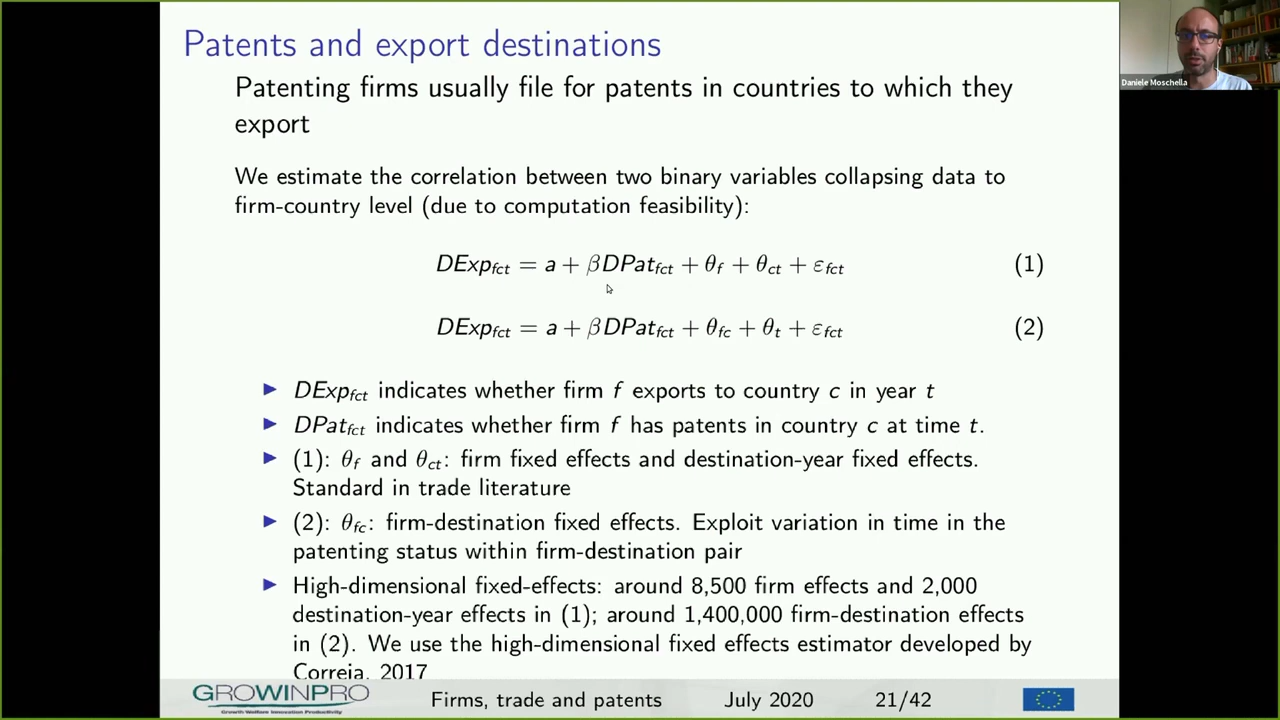 Patents and export destinations
Daniele Moschella
Patenting firms usually file for patents in countries to which they
export
We estimate the correlation between two binary variables collapsing data to
firm-country level (due to computation feasibility):
DExp_fct = a + βDPat_fct + θ_f + θ_ct + ε_fct (1)
DExp_fct = a + βDPat_fct + θ_fc + θ_t + ε_fct (2)
▶ DExp_fct indicates whether firm f exports to country c in year t
▶ DPat_fct indicates whether firm f has patents in country c at time t.
▶ (1): θ_f and θ_ct: firm fixed effects and destination-year fixed effects.
Standard in trade literature
▶ (2): θ_fc: firm-destination fixed effects. Exploit variation in time in the
patenting status within firm-destination pair
▶ High-dimensional fixed-effects: around 8,500 firm effects and 2,000
destination-year effects in (1); around 1,400,000 firm-destination effects
in (2). We use the high-dimensional fixed effects estimator developed by
Correia, 2017
GROWINPRO
Growth Welfare Innovation Productivity
Firms, trade and patents July 2020 21/42